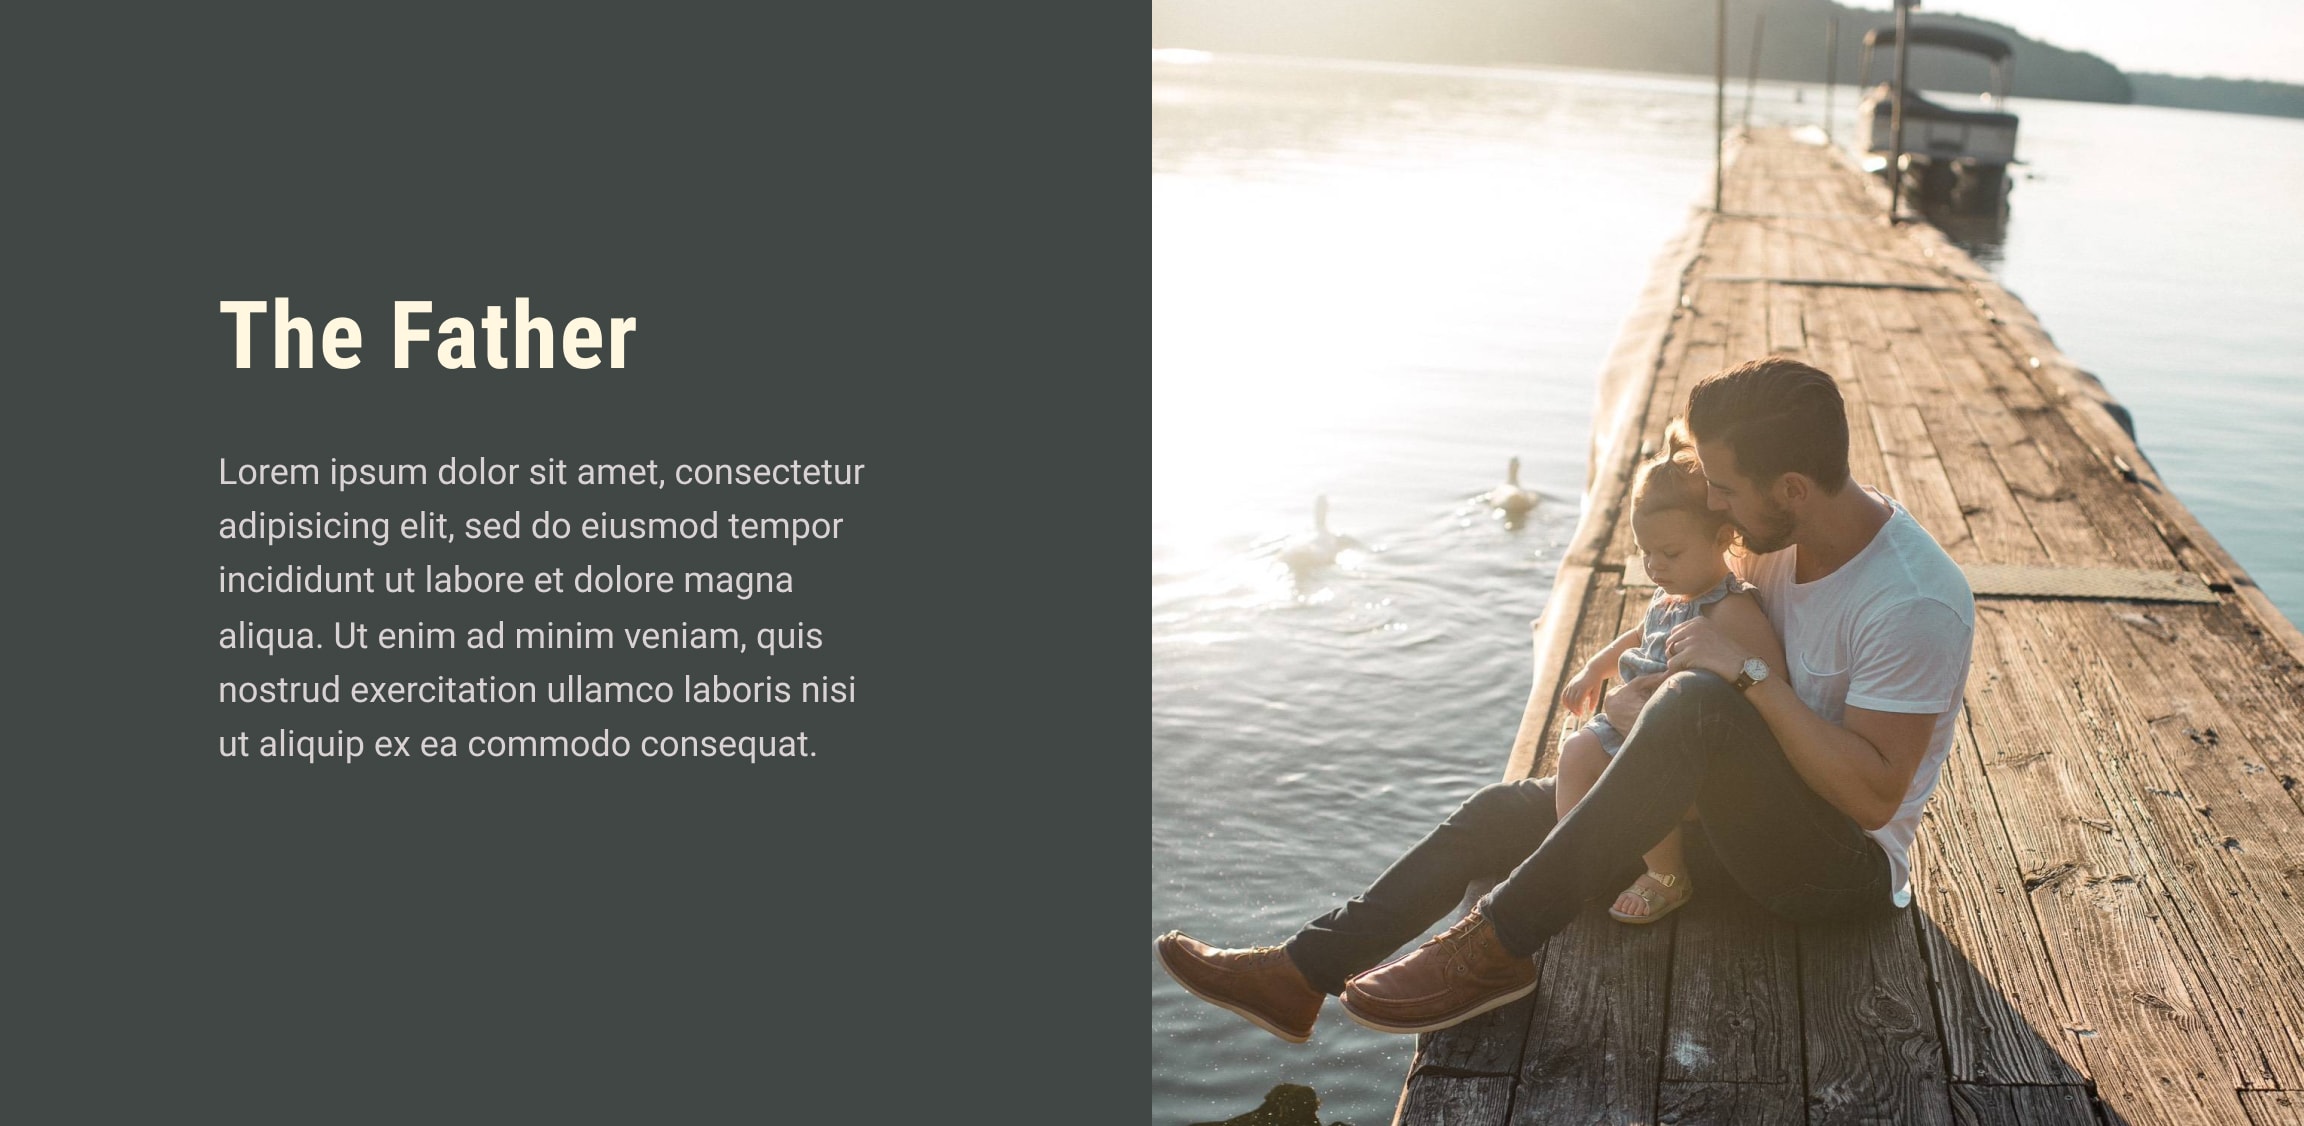 The Father
Lorem ipsum dolor sit amet, consectetur
adipisicing elit, sed do eiusmod tempor
incididunt ut labore et dolore magna
aliqua. Ut enim ad minim veniam, quis
nostrud exercitation ullamco laboris nisi
ut aliquip ex ea commodo consequat.